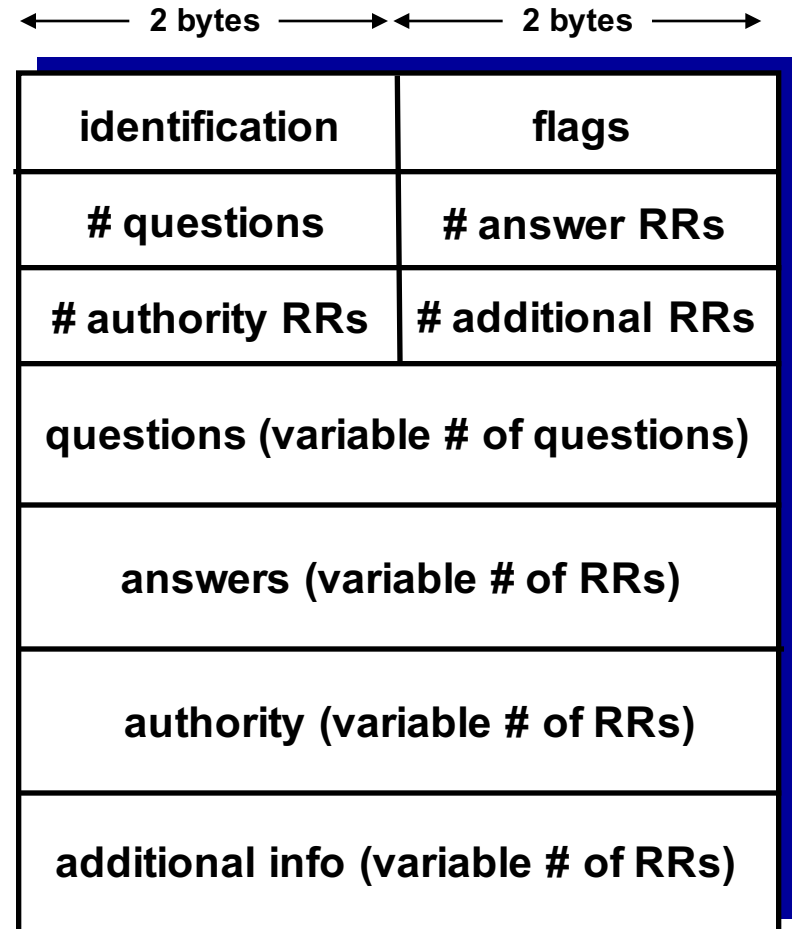 2 bytes 2 bytes
identification flags
# questions # answer RRs
# authority RRs # additional RRs
questions (variable # of questions)
answers (variable # of RRs)
authority (variable # of RRs)
additional info (variable # of RRs)